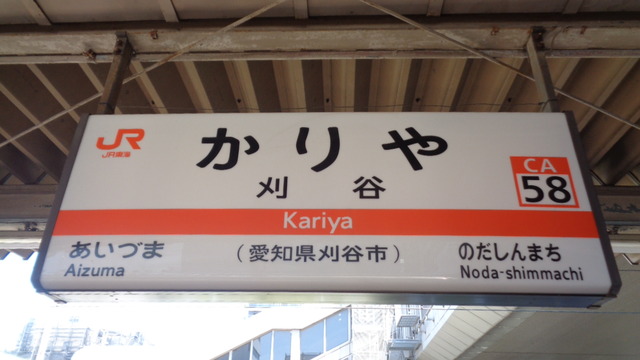 JR
JR東海
かりや
刈谷
CA
58
Kariya
あいづま
(愛知県刈谷市)
のだしんまち
Aizuma
Noda-shimmachi